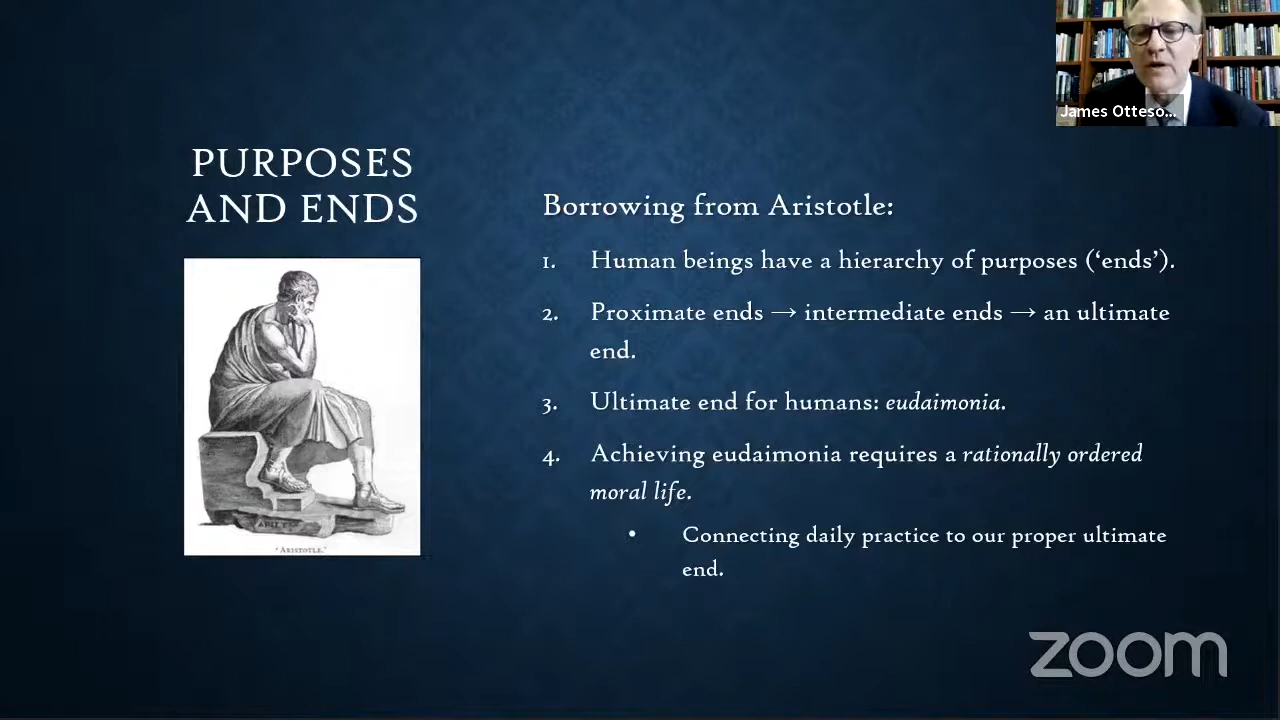 James Otteso...
PURPOSES
AND ENDS
Borrowing from Aristotle:
1. Human beings have a hierarchy of purposes (‘ends’).
2. Proximate ends → intermediate ends → an ultimate
end.
3. Ultimate end for humans: eudaimonia.
4. Achieving eudaimonia requires a rationally ordered
moral life.
• Connecting daily practice to our proper ultimate
end.
"ARISTOTLE."
zoom